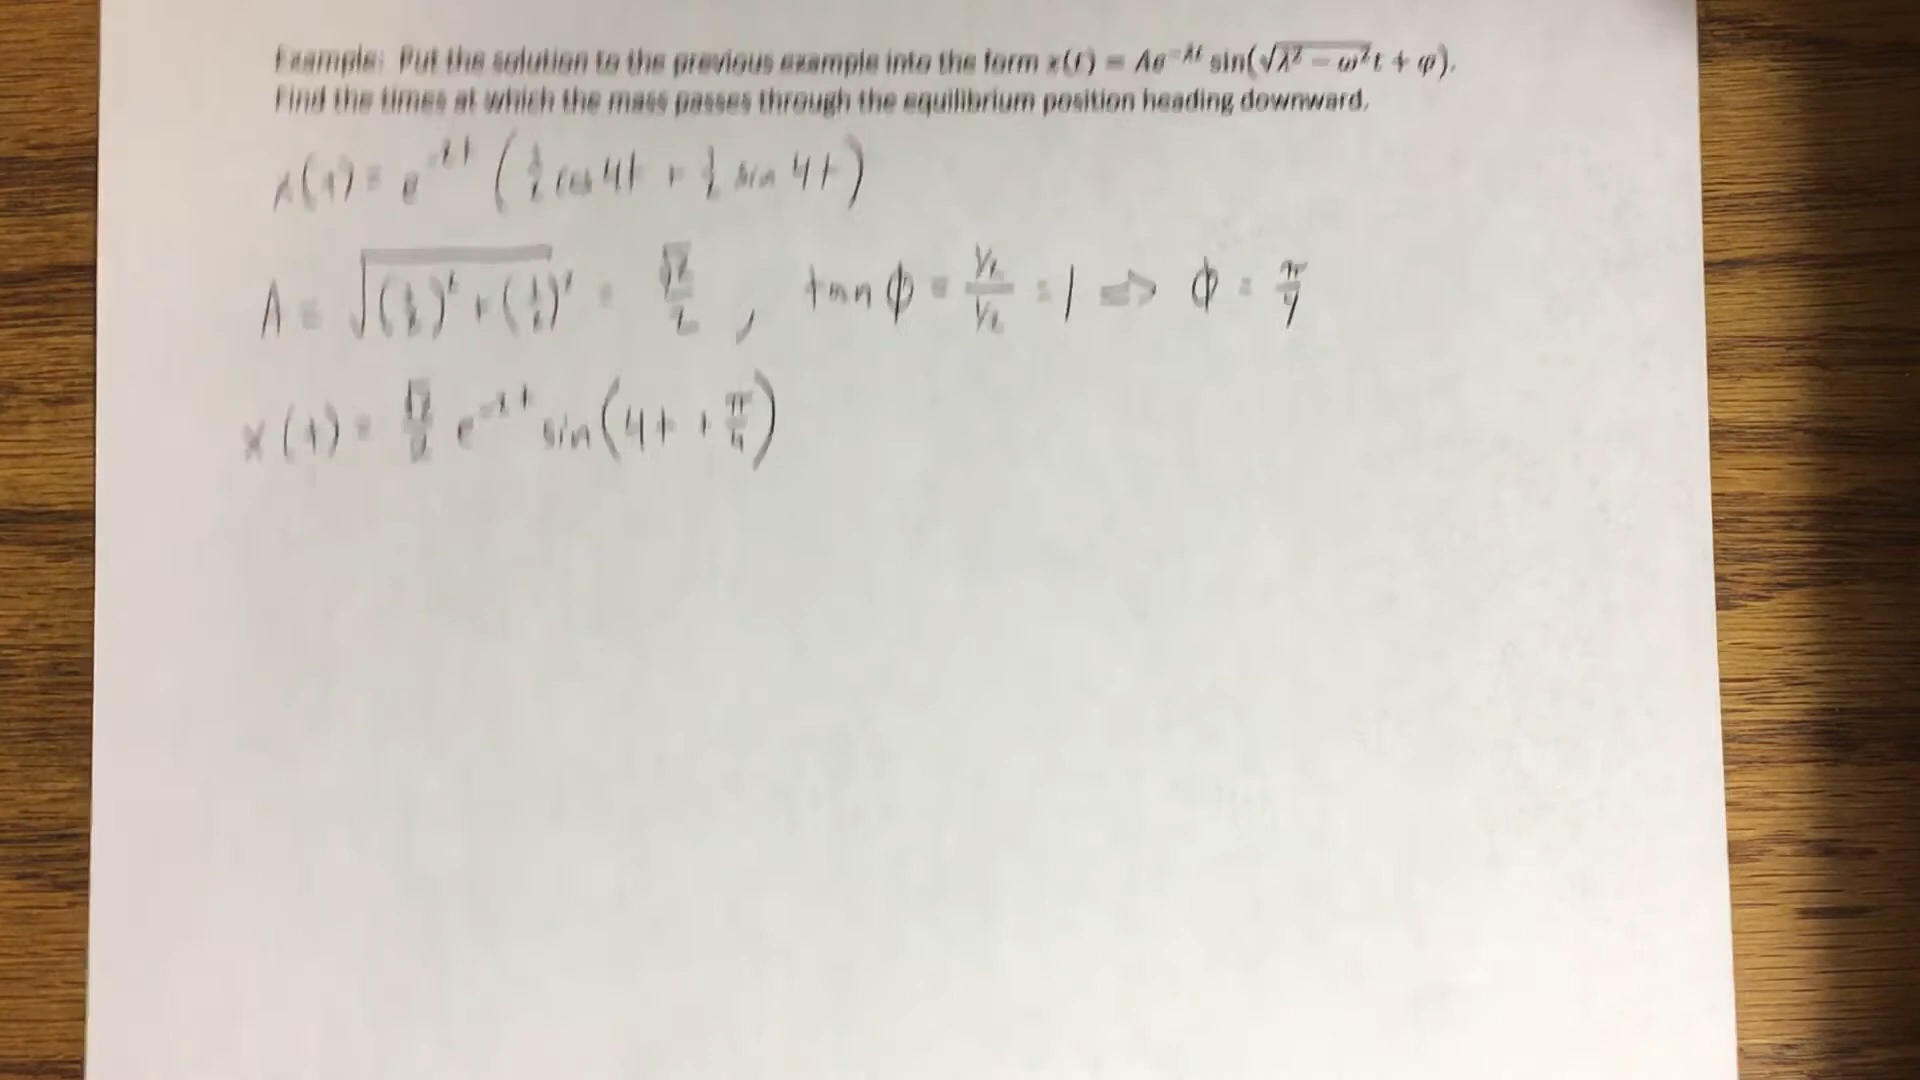 Example: Put the solution to the previous example into the form x(t) = Ae^{-λt} sin(√(λ² − ω²)t + φ).
Find the times at which the mass passes through the equilibrium position heading downward.
x(t) = e^{-2t} (1/2 cos 4t + 1/2 sin 4t)
A = √((1/2)² + (1/2)²) = √2/2 , tan ϕ = (1/2)/(1/2) = 1 => ϕ = π/4
x(t) = √2/2 e^{-2t} sin(4t + π/4)